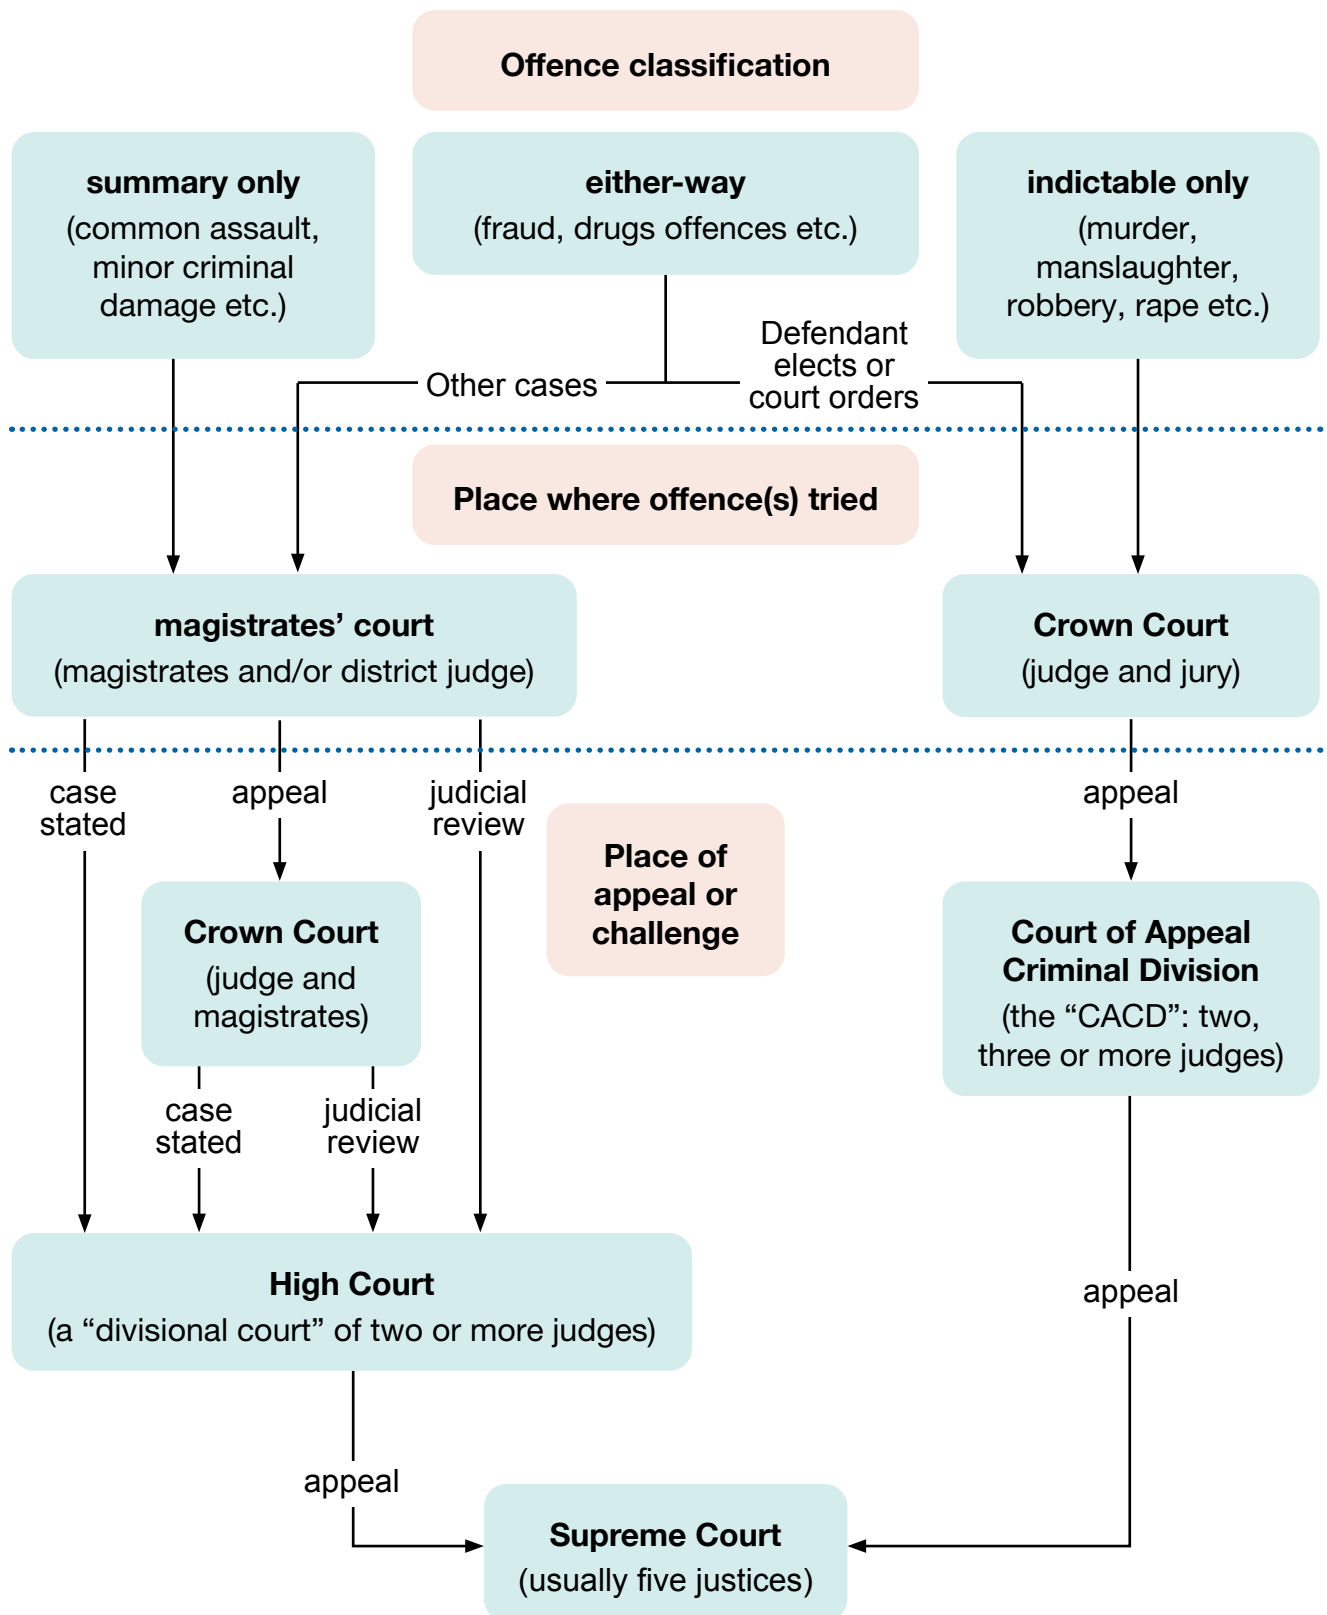 Offence classification
summary only
(common assault,
minor criminal
damage etc.)
either-way
(fraud, drugs offences etc.)
indictable only
(murder,
manslaughter,
robbery, rape etc.)
Other cases
Defendant
elects or
court orders
Place where offence(s) tried
magistrates’ court
(magistrates and/or district judge)
Crown Court
(judge and jury)
case
stated
appeal
judicial
review
appeal
Place of
appeal or
challenge
Crown Court
(judge and
magistrates)
Court of Appeal
Criminal Division
(the “CACD”: two,
three or more judges)
case
stated
judicial
review
High Court
(a “divisional court” of two or more judges)
appeal
appeal
Supreme Court
(usually five justices)